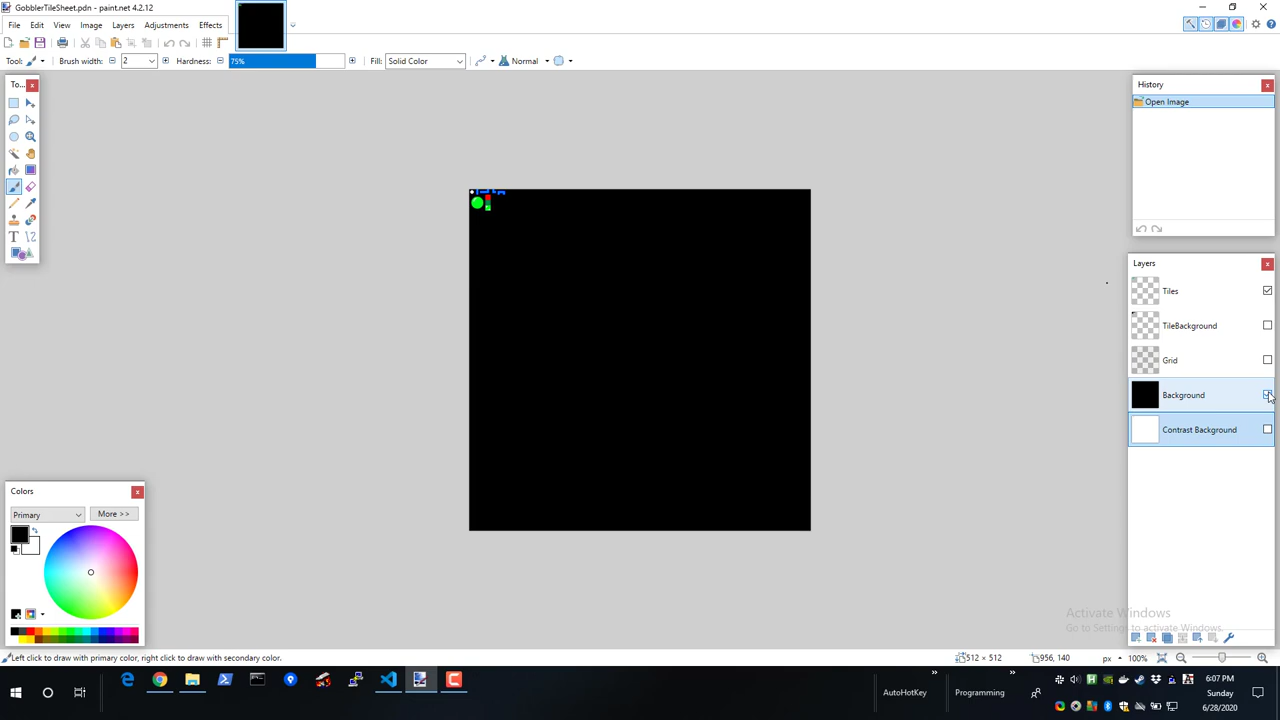 GobblerTileSheet.pdn - paint.net 4.2.12
File Edit View Image Layers Adjustments Effects
Tool: Brush width: 2 Hardness: 75% Fill: Solid Color Normal
To...
History
Open Image
Layers
Tiles
TileBackground
Grid
Background
Contrast Background
Colors
Primary More >>
Activate Windows
Go to Settings to activate Windows.
Left click to draw with primary color, right click to draw with secondary color. 512 × 512 956, 140 px 100%
AutoHotKey Programming
6:07 PM
Sunday
6/28/2020